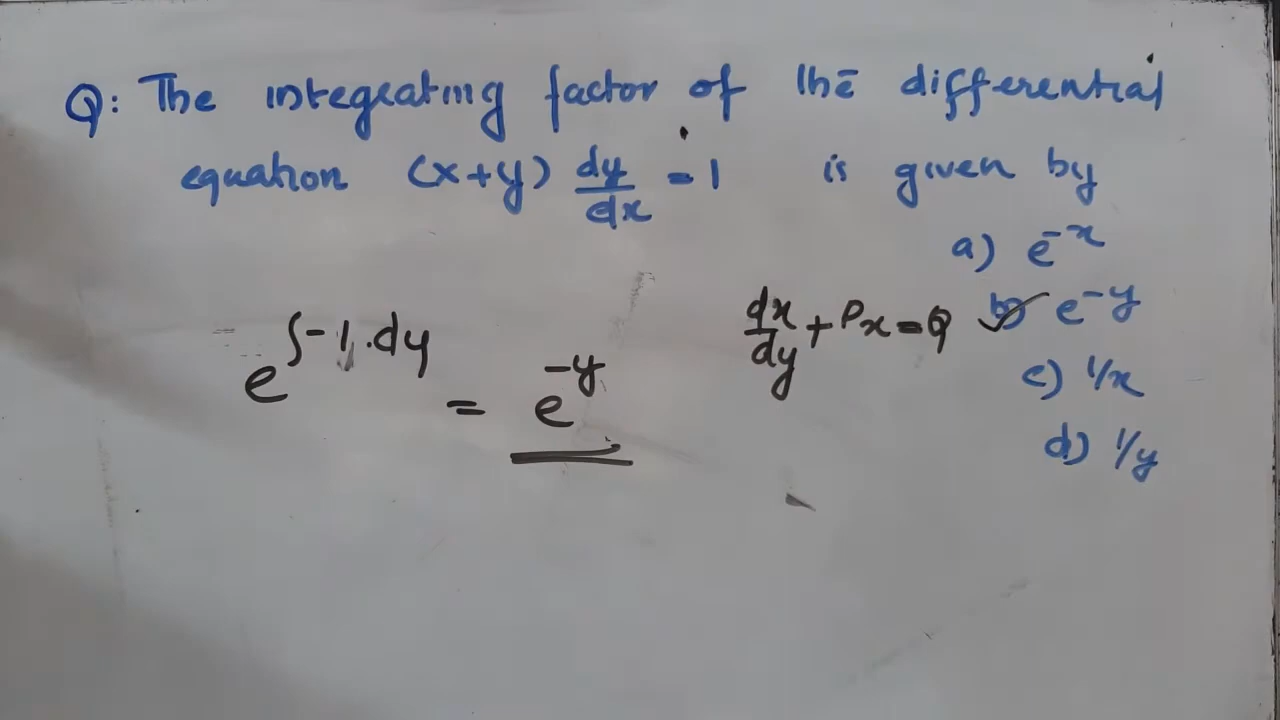 Q: The integrating factor of the differential
equation (x+y) dy/dx = 1 is given by
a) e^-x
b) e^-y
c) 1/x
d) 1/y
dx/dy + Px = Q
e^∫-1.dy = e^-y